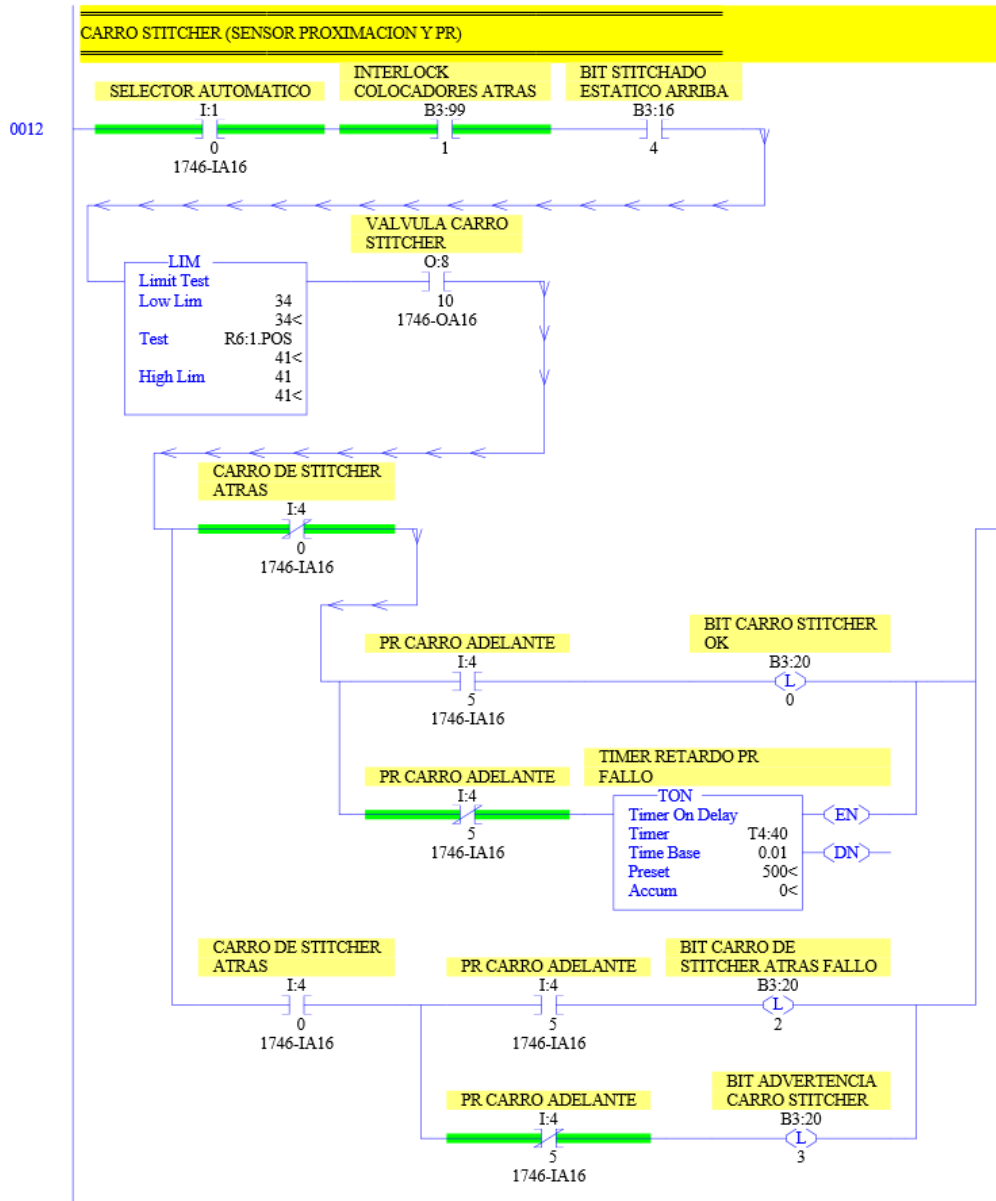 CARRO STITCHER (SENSOR PROXIMACION Y PR)
0012
SELECTOR AUTOMATICO
I:1
0
1746-IA16
INTERLOCK
COLOCADORES ATRAS
B3:99
1
BIT STITCHADO
ESTATICO ARRIBA
B3:16
4
LIM
Limit Test
Low Lim 34
34<
Test R6:1.POS
41<
High Lim 41
41<
VALVULA CARRO
STITCHER
O:8
10
1746-OA16
CARRO DE STITCHER
ATRAS
I:4
0
1746-IA16
PR CARRO ADELANTE
I:4
5
1746-IA16
BIT CARRO STITCHER
OK
B3:20
L
0
PR CARRO ADELANTE
I:4
5
1746-IA16
TIMER RETARDO PR
FALLO
TON
Timer On Delay
Timer T4:40
Time Base 0.01
Preset 500<
Accum 0<
EN
DN
CARRO DE STITCHER
ATRAS
I:4
0
1746-IA16
PR CARRO ADELANTE
I:4
5
1746-IA16
BIT CARRO DE
STITCHER ATRAS FALLO
B3:20
L
2
PR CARRO ADELANTE
I:4
5
1746-IA16
BIT ADVERTENCIA
CARRO STITCHER
B3:20
L
3